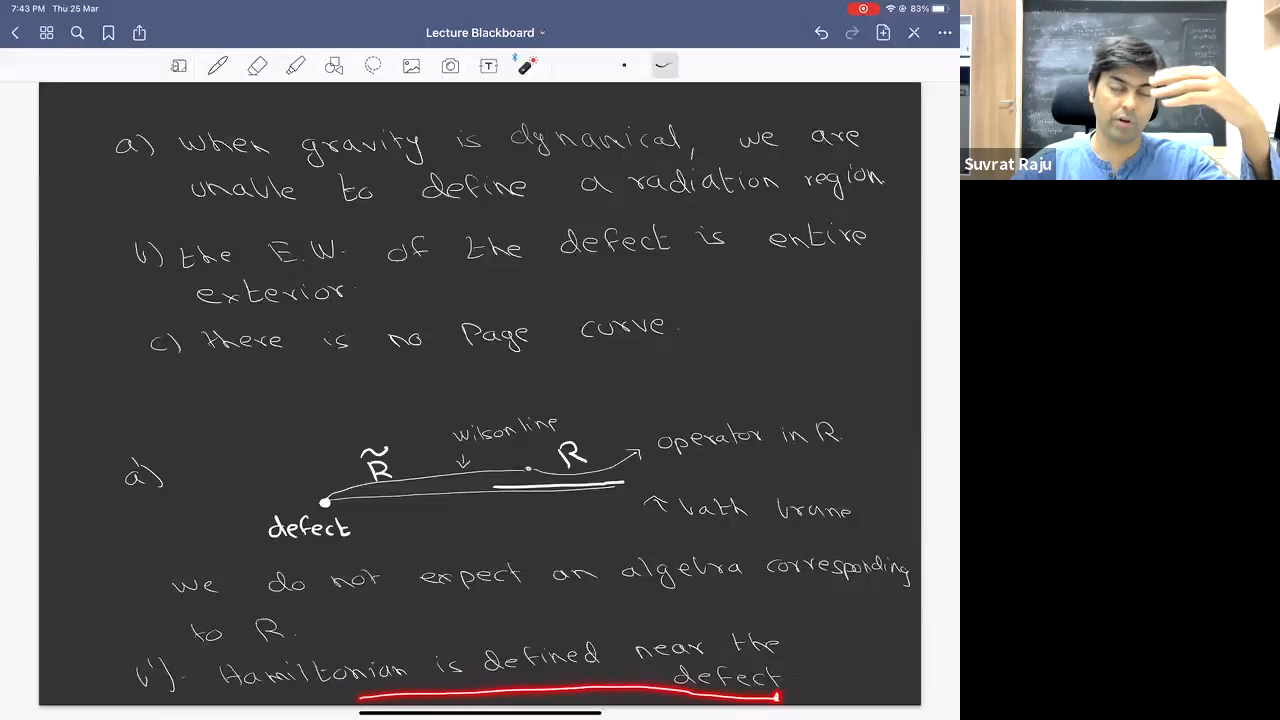 7:43 PM Thu 25 Mar
83%
Lecture Blackboard
Suvrat Raju
a) when gravity is dynamical, we are
unable to define a radiation region
b) the E.W. of the defect is entire
exterior.
c) there is no Page curve.
wilson line
R̃ R operator in R.
a')
defect
↑ bath brane
we do not expect an algebra corresponding
to R.
b'). Hamiltonian is defined near the
defect.